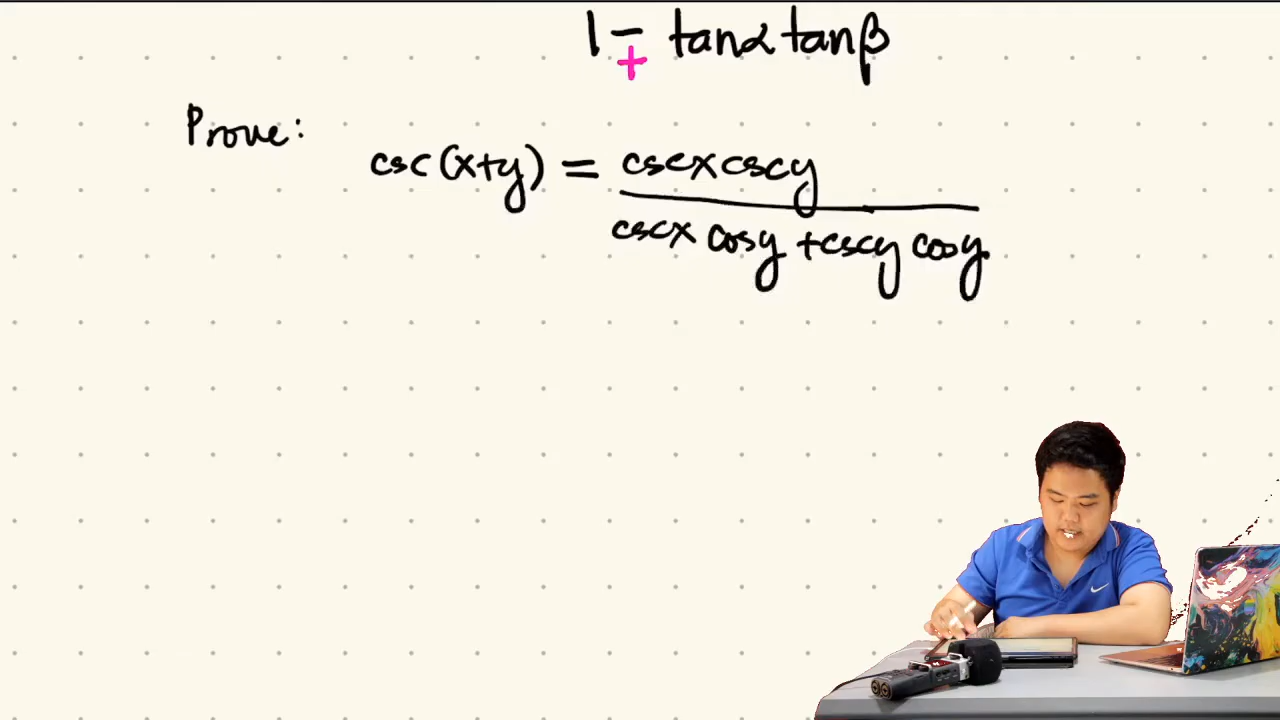 1 - tanα tanβ
+
Prove:
csc(x+y) = cscx cscy
cscx cosy + cscy cosy